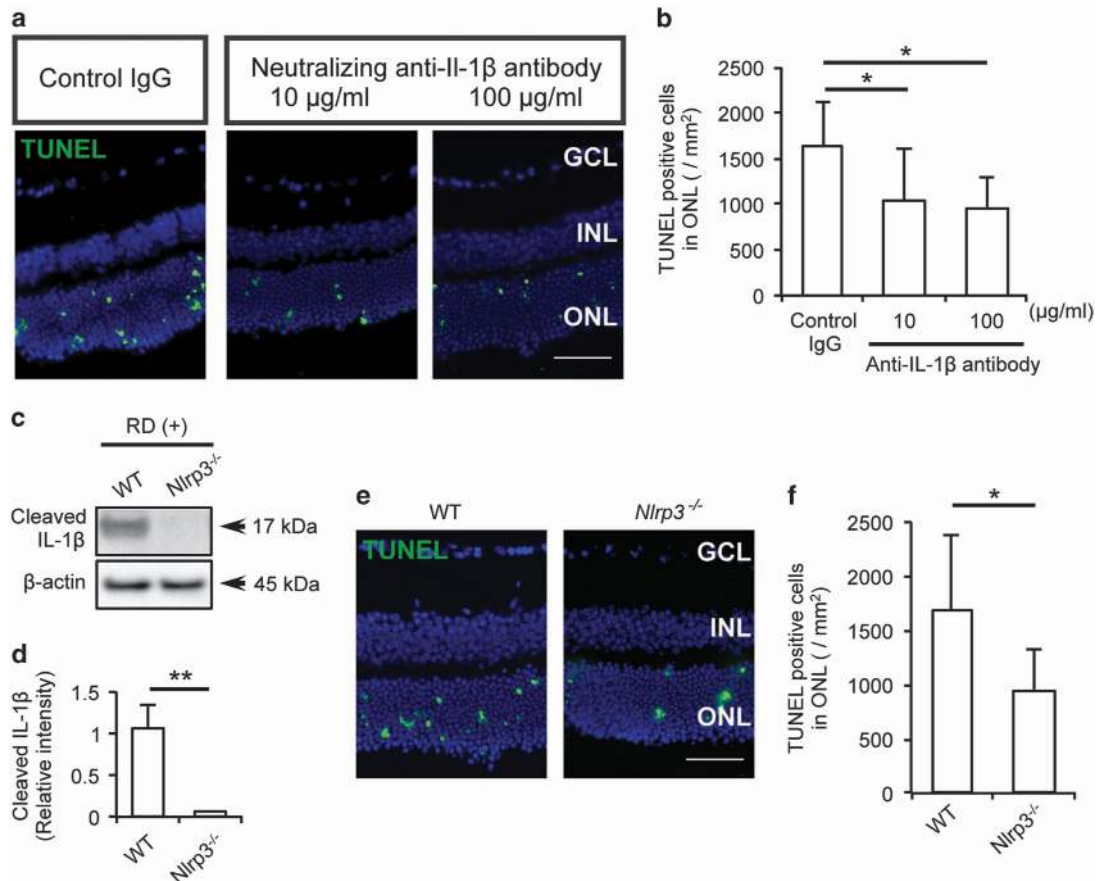 a
Control IgG
Neutralizing anti-Il-1β antibody
10 µg/ml 100 µg/ml
TUNEL
GCL
INL
ONL
b
TUNEL positive cells
in ONL ( / mm²)
2500
2000
1500
1000
500
0
*
*
Control
IgG
10
100
(µg/ml)
Anti-IL-1β antibody
c
RD (+)
WT
Nlrp3⁻/⁻
Cleaved
IL-1β
17 kDa
β-actin
45 kDa
d
Cleaved IL-1β
(Relative intensity)
1.5
1
0.5
0
**
WT
Nlrp3⁻/⁻
e
WT
Nlrp3⁻/⁻
TUNEL
GCL
INL
ONL
f
TUNEL positive cells
in ONL ( / mm²)
2500
2000
1500
1000
500
0
*
WT
Nlrp3⁻/⁻